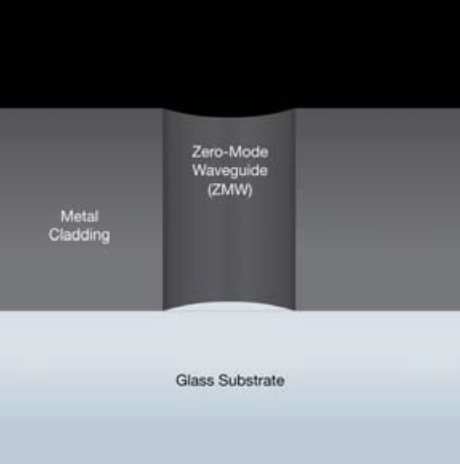 Zero-Mode
Waveguide
(ZMW)
Metal
Cladding
Glass Substrate